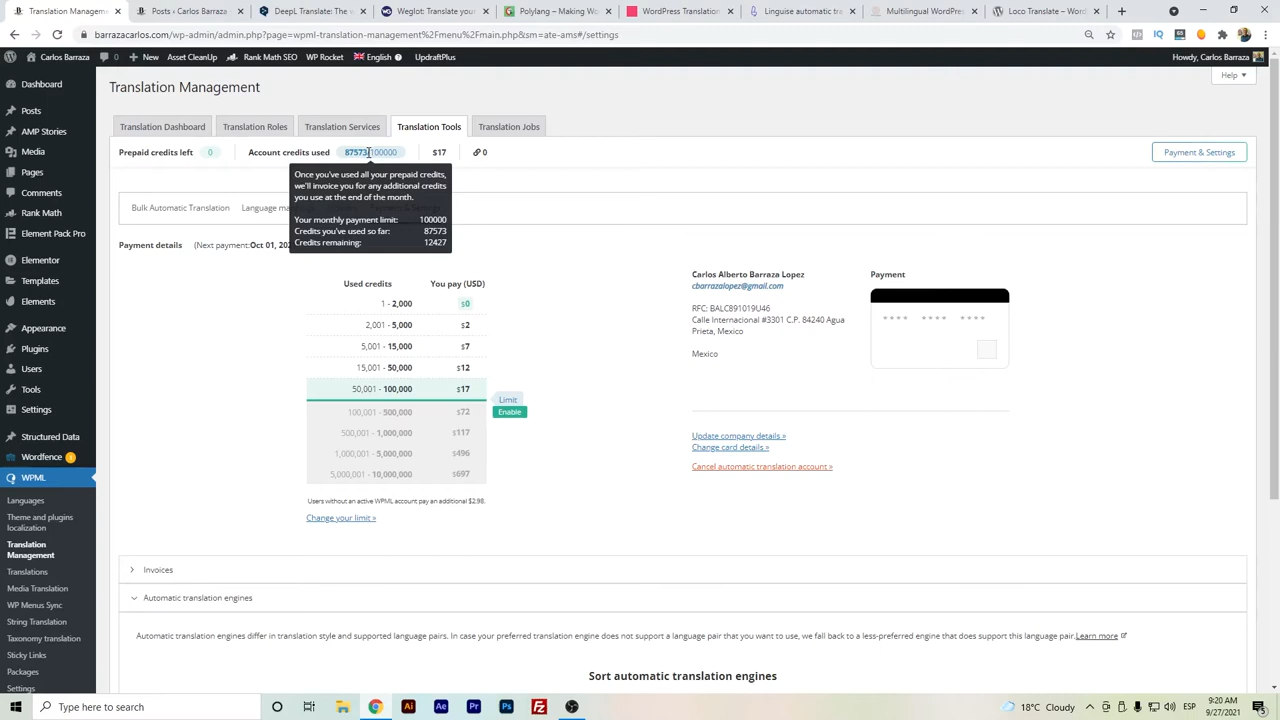 Translation Manageme
Posts ‹ Carlos Barraza
Deepl Translate: The w
Weglot: Translate you
Polylang – Making Wo
WordPress Translation
Linguise automatic tra
Multilingual WordPres
Loco Translate – Word
barrazacarlos.com/wp-admin/admin.php?page=wpml-translation-management%2Fmenu%2Fmain.php&sm=ate-ams#/settings
Carlos Barraza
0
New
Asset CleanUp
Rank Math SEO
WP Rocket
English
UpdraftPlus
Howdy, Carlos Barraza
Help
Translation Management
Translation Dashboard
Translation Roles
Translation Services
Translation Tools
Translation Jobs
Prepaid credits left 0
Account credits used 87573/100000
$17
0
Payment & Settings
Once you've used all your prepaid credits,
we'll invoice you for any additional credits
you use at the end of the month.
Your monthly payment limit: 100000
Credits you've used so far: 87573
Credits remaining: 12427
Bulk Automatic Translation
Language ma
Payment details (Next payment:Oct 01, 202
Used credits You pay (USD)
1 - 2,000 $0
2,001 - 5,000 $2
5,001 - 15,000 $7
15,001 - 50,000 $12
50,001 - 100,000 $17
Limit
Enable
100,001 - 500,000 $72
500,001 - 1,000,000 $117
1,000,001 - 5,000,000 $496
5,000,001 - 10,000,000 $697
Users without an active WPML account pay an additional $2.98.
Change your limit »
Carlos Alberto Barraza Lopez
cbarrazalopez@gmail.com
RFC: BALC891019U46
Calle Internacional #3301 C.P. 84240 Agua
Prieta, Mexico
Mexico
Payment
**** **** ****
Update company details »
Change card details »
Cancel automatic translation account »
Invoices
Automatic translation engines
Automatic translation engines differ in translation style and supported language pairs. In case your preferred translation engine does not support a language pair that you want to use, we fall back to a less-preferred engine that does support this language pair.Learn more
Sort automatic translation engines
Dashboard
Posts
AMP Stories
Media
Pages
Comments
Rank Math
Element Pack Pro
Elementor
Templates
Elements
Appearance
Plugins
Users
Tools
Settings
Structured Data
Wordfence 1
WPML
Languages
Theme and plugins
localization
Translation
Management
Translations
Media Translation
WP Menus Sync
String Translation
Taxonomy translation
Sticky Links
Packages
Settings
Type here to search
18°C Cloudy
ESP
9:20 AM
9/27/2021